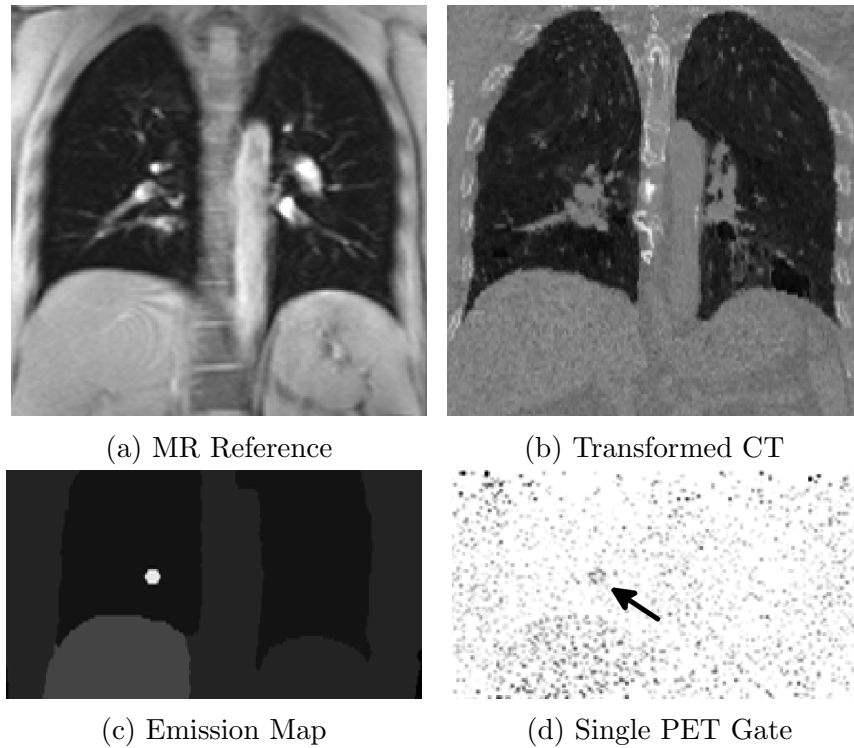 (a) MR Reference
(b) Transformed CT
(c) Emission Map
(d) Single PET Gate